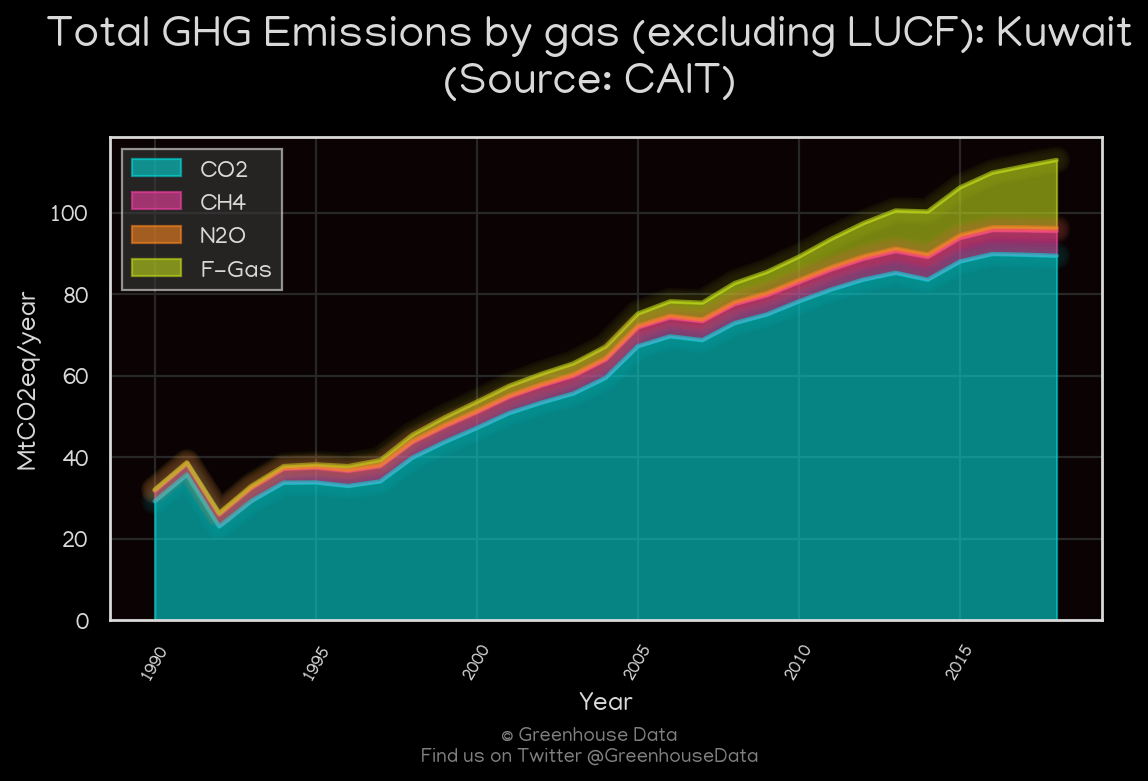 Total GHG Emissions by gas (excluding LUCF): Kuwait
(Source: CAIT)
CO2
CH4
N2O
F-Gas
MtCO2eq/year
100
80
60
40
20
0
1990
1995
2000
2005
2010
2015
Year
© Greenhouse Data
Find us on Twitter @GreenhouseData